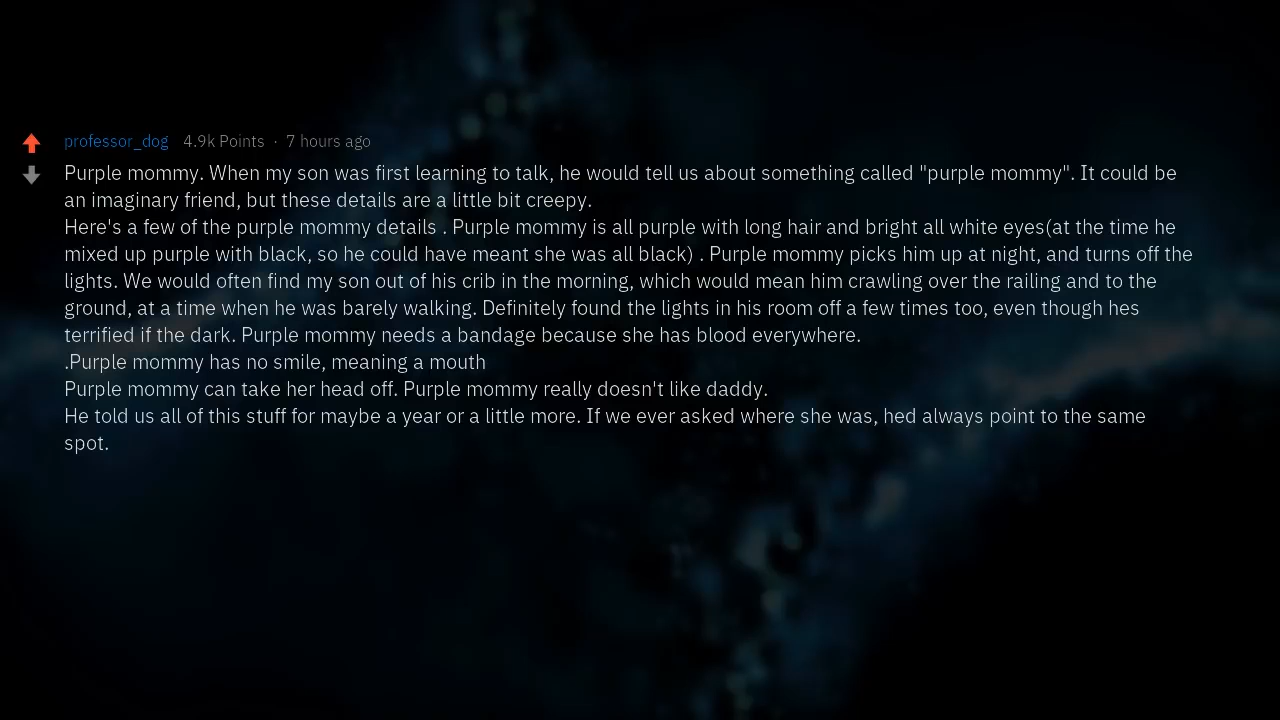 professor_dog 4.9k Points · 7 hours ago
Purple mommy. When my son was first learning to talk, he would tell us about something called "purple mommy". It could be
an imaginary friend, but these details are a little bit creepy.
Here's a few of the purple mommy details . Purple mommy is all purple with long hair and bright all white eyes(at the time he
mixed up purple with black, so he could have meant she was all black) . Purple mommy picks him up at night, and turns off the
lights. We would often find my son out of his crib in the morning, which would mean him crawling over the railing and to the
ground, at a time when he was barely walking. Definitely found the lights in his room off a few times too, even though hes
terrified if the dark. Purple mommy needs a bandage because she has blood everywhere.
.Purple mommy has no smile, meaning a mouth
Purple mommy can take her head off. Purple mommy really doesn't like daddy.
He told us all of this stuff for maybe a year or a little more. If we ever asked where she was, hed always point to the same
spot.